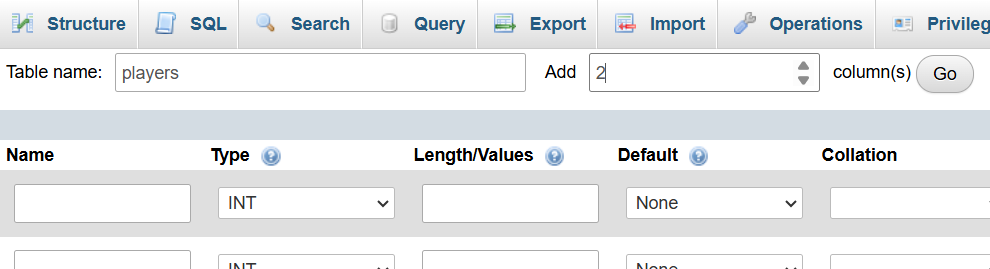 Structure SQL Search Query Export Import Operations Privileg
Table name: players Add 2 column(s) Go
Name Type Length/Values Default Collation
INT None
INT None